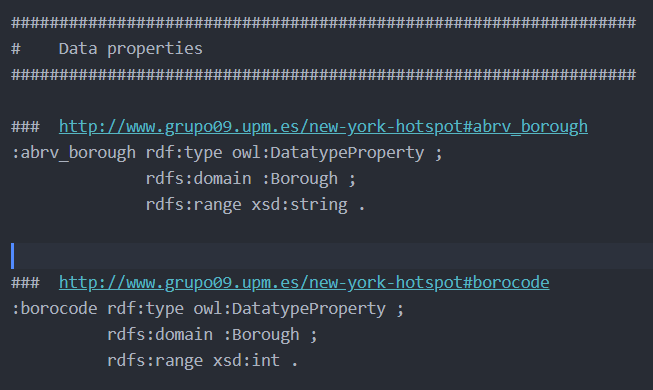 #################################################################
#    Data properties
#################################################################
###  http://www.grupo09.upm.es/new-york-hotspot#abrv_borough
:abrv_borough rdf:type owl:DatatypeProperty ;
              rdfs:domain :Borough ;
              rdfs:range xsd:string .
###  http://www.grupo09.upm.es/new-york-hotspot#borocode
:borocode rdf:type owl:DatatypeProperty ;
          rdfs:domain :Borough ;
          rdfs:range xsd:int .